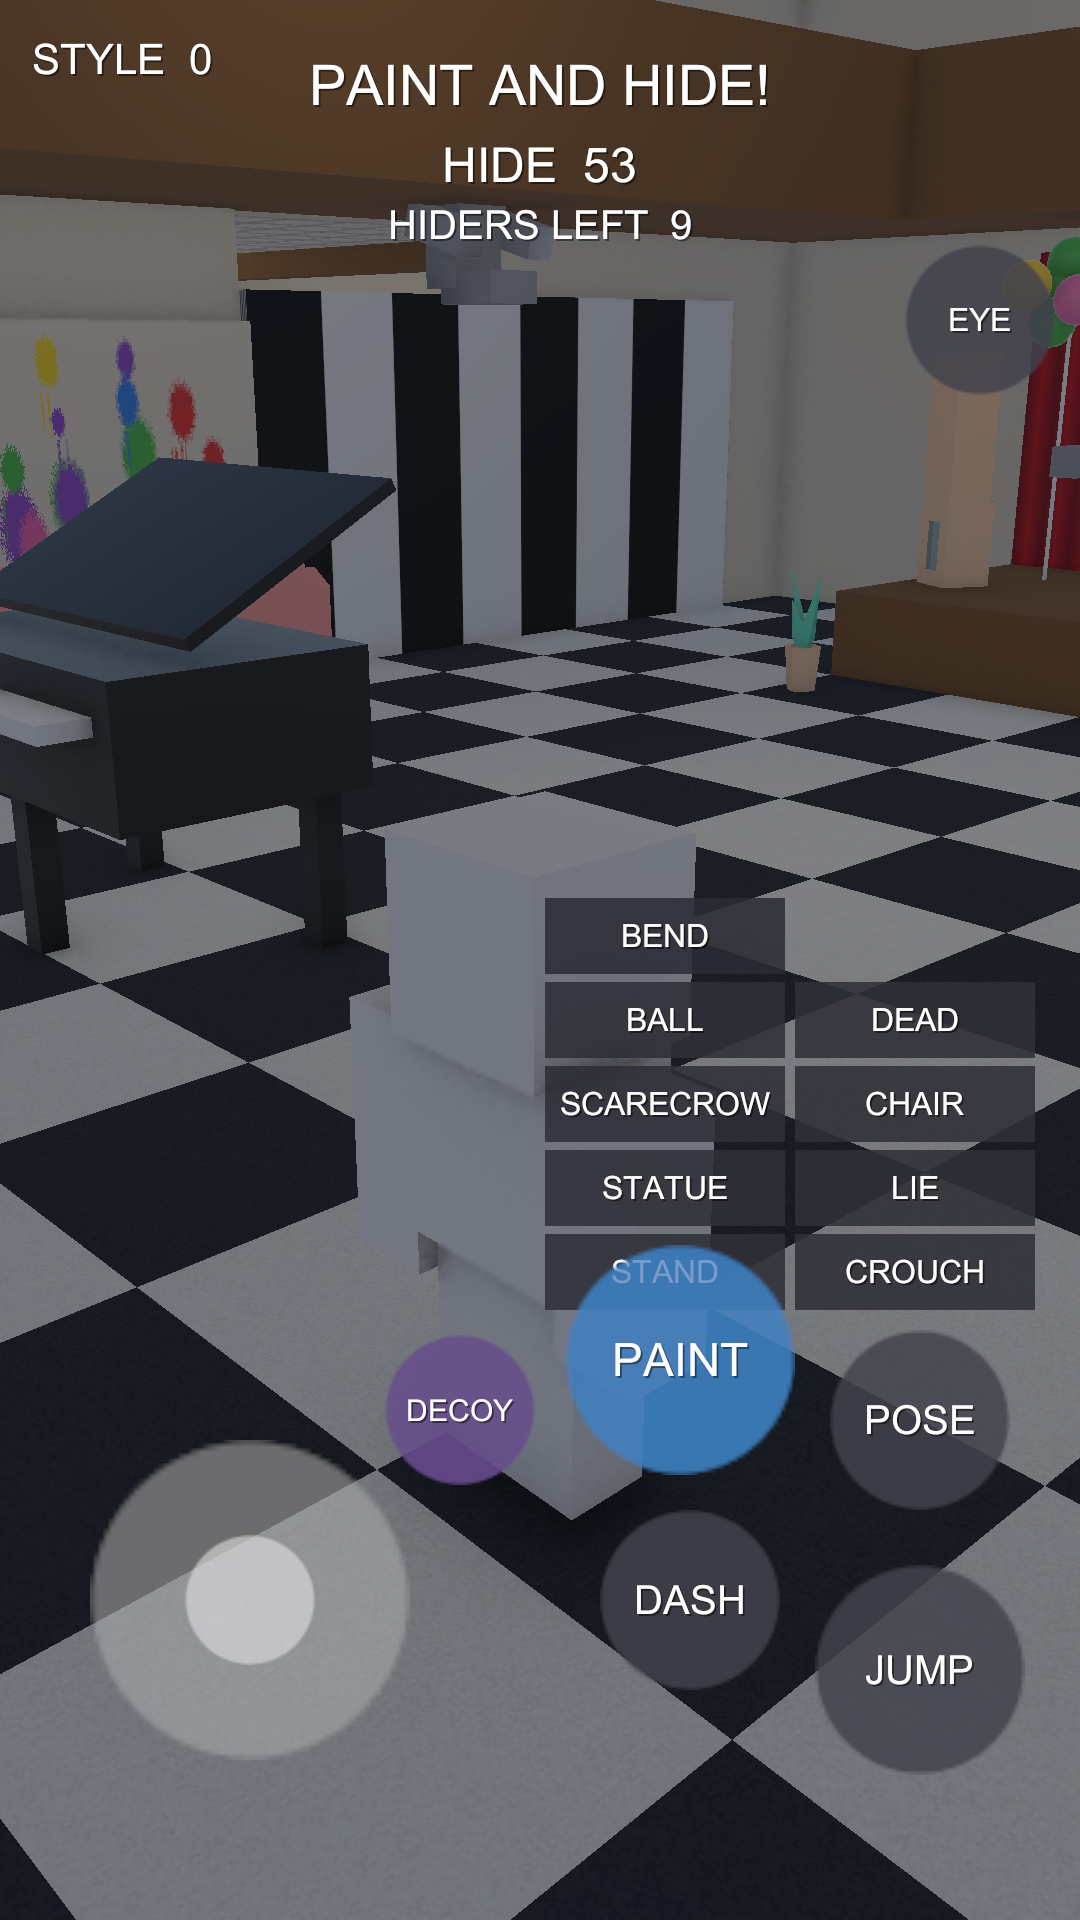 STYLE 0
PAINT AND HIDE!
HIDE 53
HIDERS LEFT 9
EYE
BEND
BALL DEAD
SCARECROW CHAIR
STATUE LIE
STAND CROUCH
PAINT
DECOY
POSE
DASH
JUMP